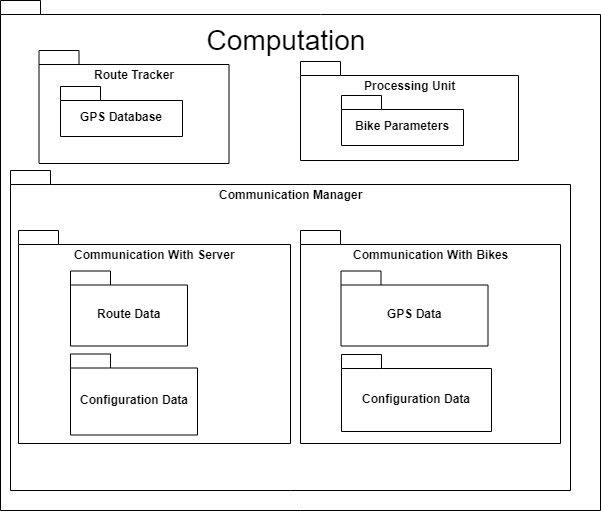 Computation
Route Tracker
GPS Database
Processing Unit
Bike Parameters
Communication Manager
Communication With Server
Route Data
Configuration Data
Communication With Bikes
GPS Data
Configuration Data